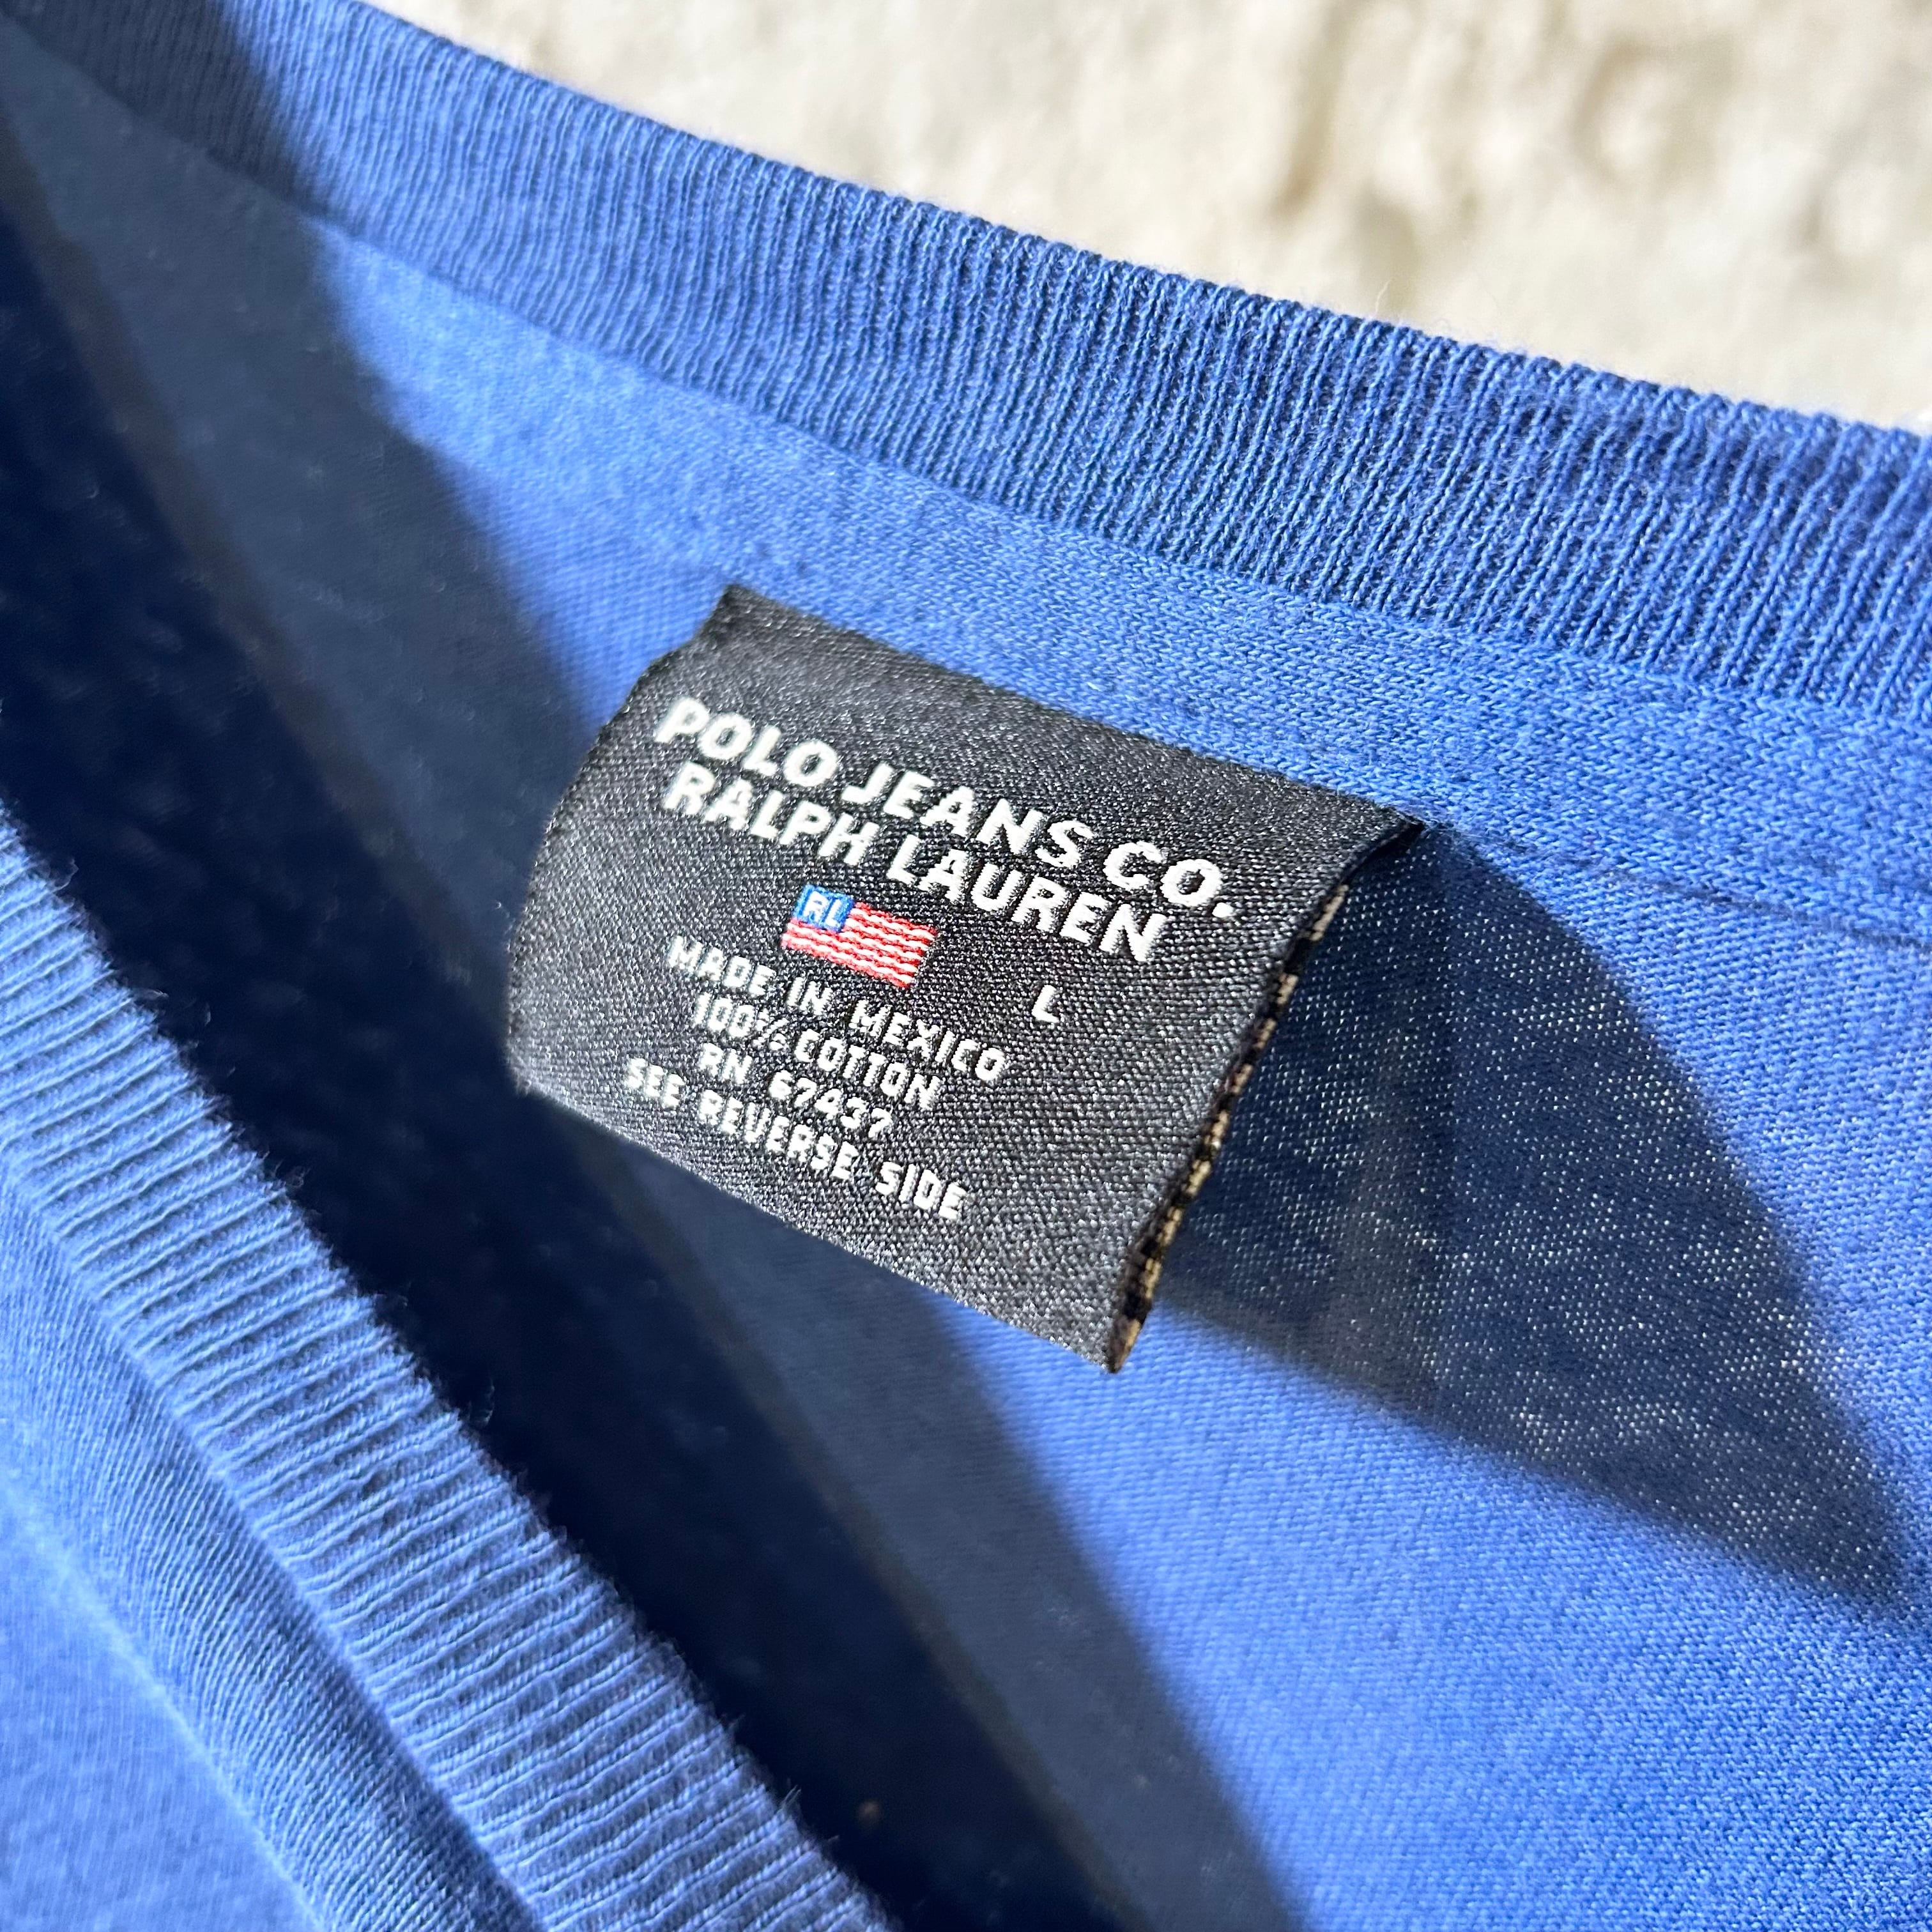 POLO JEANS CO.
RALPH LAUREN
RL
L
MADE IN MEXICO
100% COTTON
RN 67437
SEE REVERSE SIDE